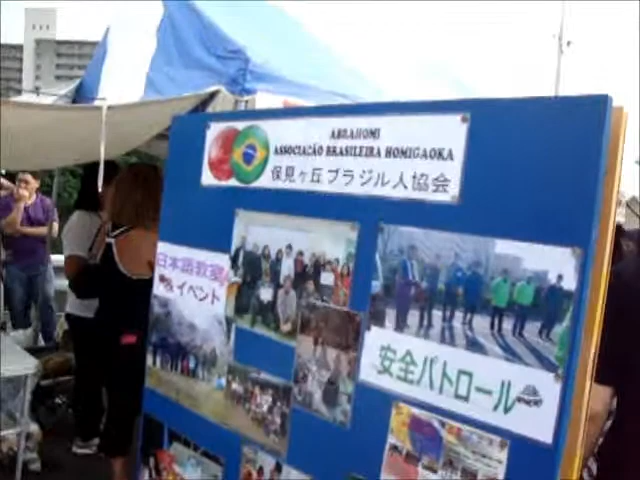 ABRAHOMI
ASSOCIAÇÃO BRASILEIRA HOMIGAOKA
保見ヶ丘ブラジル人協会
日本語教室
イベント
安全パトロール